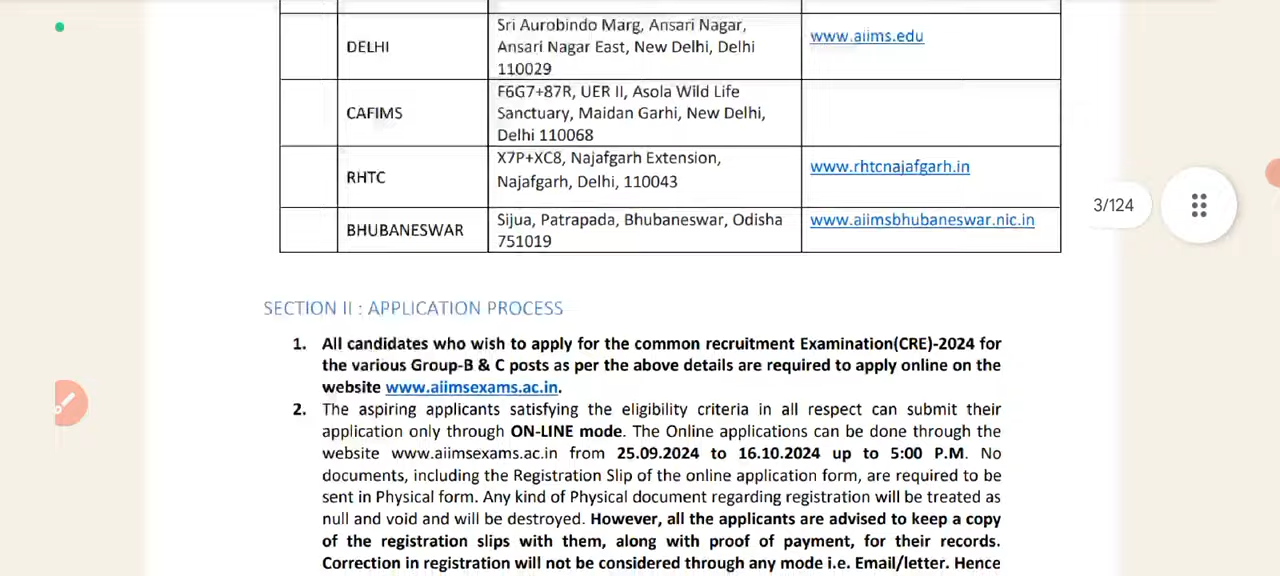 DELHI
Sri Aurobindo Marg, Ansari Nagar,
Ansari Nagar East, New Delhi, Delhi
110029
www.aiims.edu
CAFIMS
F6G7+87R, UER II, Asola Wild Life
Sanctuary, Maidan Garhi, New Delhi,
Delhi 110068
RHTC
X7P+XC8, Najafgarh Extension,
Najafgarh, Delhi, 110043
www.rhtcnajafgarh.in
BHUBANESWAR
Sijua, Patrapada, Bhubaneswar, Odisha
751019
www.aiimsbhubaneswar.nic.in
3/124
SECTION II : APPLICATION PROCESS
1. All candidates who wish to apply for the common recruitment Examination(CRE)-2024 for
the various Group-B & C posts as per the above details are required to apply online on the
website www.aiimsexams.ac.in.
2. The aspiring applicants satisfying the eligibility criteria in all respect can submit their
application only through ON-LINE mode. The Online applications can be done through the
website www.aiimsexams.ac.in from 25.09.2024 to 16.10.2024 up to 5:00 P.M. No
documents, including the Registration Slip of the online application form, are required to be
sent in Physical form. Any kind of Physical document regarding registration will be treated as
null and void and will be destroyed. However, all the applicants are advised to keep a copy
of the registration slips with them, along with proof of payment, for their records.
Correction in registration will not be considered through any mode i.e. Email/letter. Hence